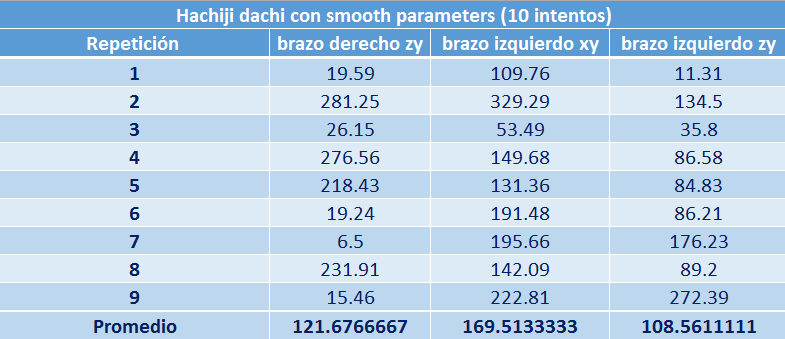 Hachiji dachi con smooth parameters (10 intentos)
Repetición brazo derecho zy brazo izquierdo xy brazo izquierdo zy
1 19.59 109.76 11.31
2 281.25 329.29 134.5
3 26.15 53.49 35.8
4 276.56 149.68 86.58
5 218.43 131.36 84.83
6 19.24 191.48 86.21
7 6.5 195.66 176.23
8 231.91 142.09 89.2
9 15.46 222.81 272.39
Promedio 121.6766667 169.5133333 108.5611111